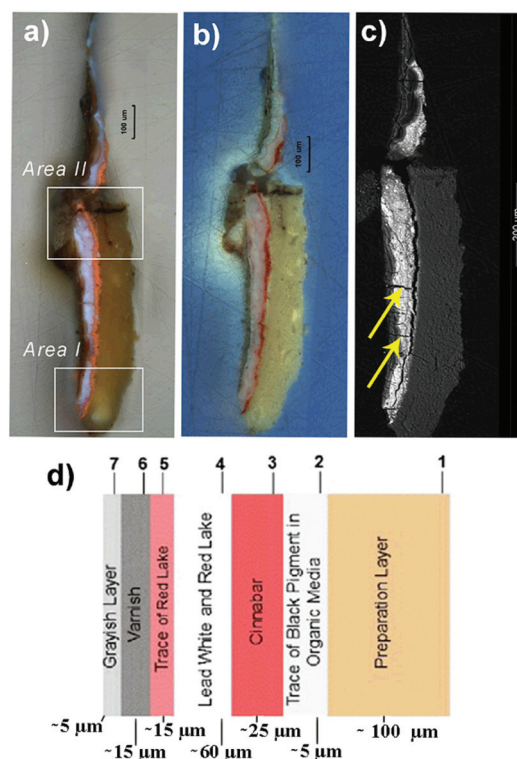 a)
b)
c)
100 um
100 um
200 um
Area II
Area I
d)
7
6
5
4
3
2
1
Grayish Layer
Varnish
Trace of Red Lake
Lead White and Red Lake
Cinnabar
Trace of Black Pigment in
Organic Media
Preparation Layer
~5 µm
~15 µm
~15 µm
~60 µm
~25 µm
~5 µm
~ 100 µm